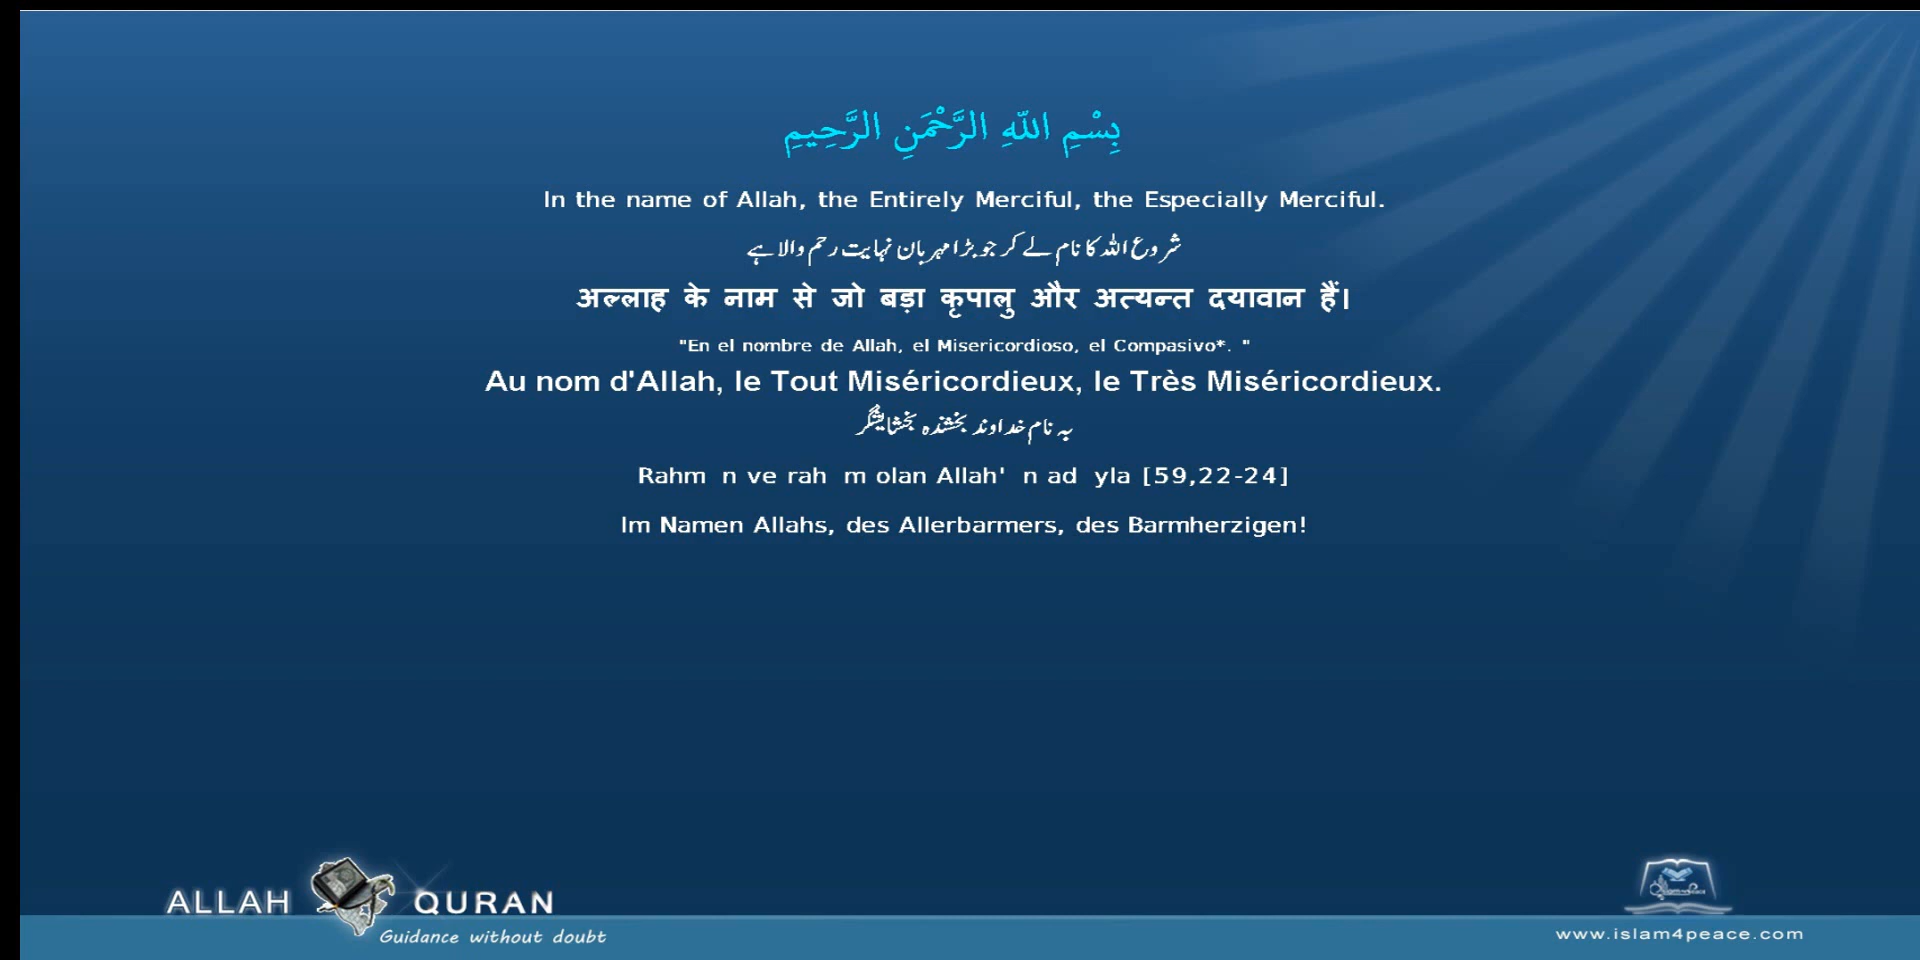 بِسْمِ اللّهِ الرَّحْمَنِ الرَّحِيمِ
In the name of Allah, the Entirely Merciful, the Especially Merciful.
شروع الله کا نام لے کر جو بڑا مہربان نہایت رحم والا ہے
अल्लाह के नाम से जो बड़ा कृपालु और अत्यन्त दयावान हैं।
"En el nombre de Allah, el Misericordioso, el Compasivo*. "
Au nom d'Allah, le Tout Miséricordieux, le Très Miséricordieux.
به نام خداوند بخشنده بخشایشگر
Rahm n ve rah m olan Allah' n ad yla [59,22-24]
Im Namen Allahs, des Allerbarmers, des Barmherzigen!
ALLAH QURAN
Guidance without doubt
www.islam4peace.com